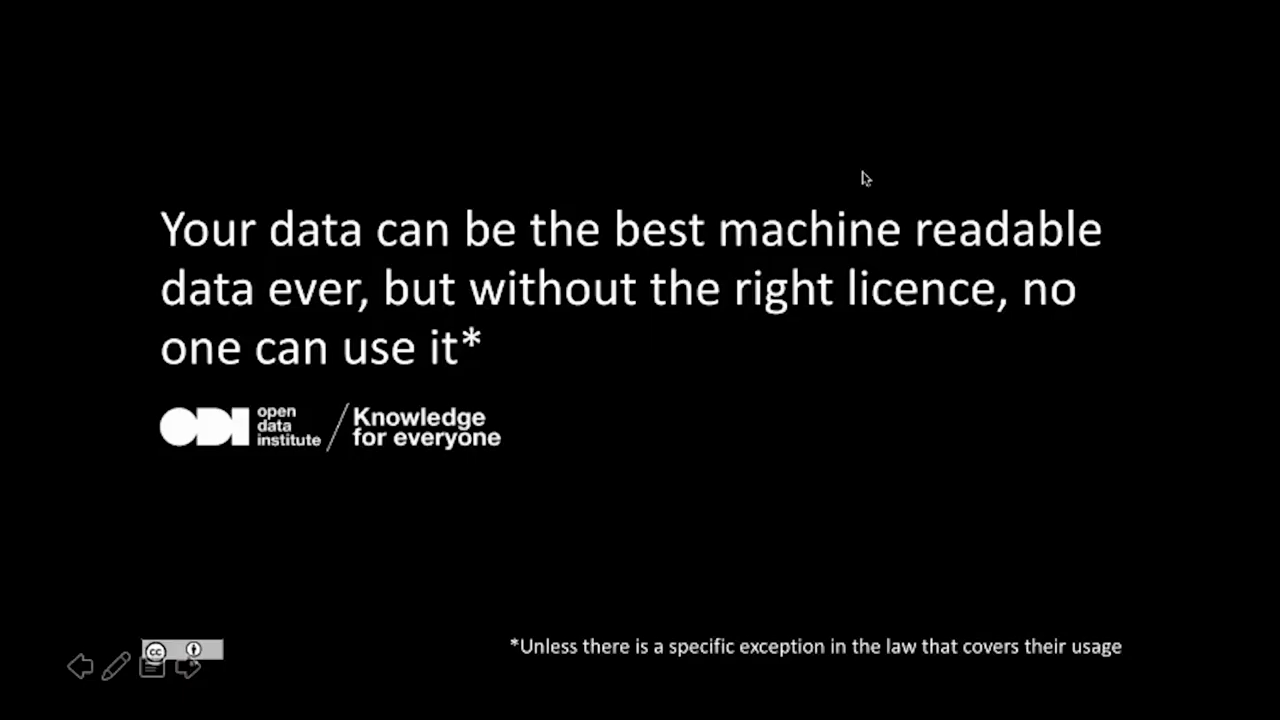 Your data can be the best machine readable
data ever, but without the right licence, no
one can use it*
ODI open data institute / Knowledge for everyone
cc
*Unless there is a specific exception in the law that covers their usage